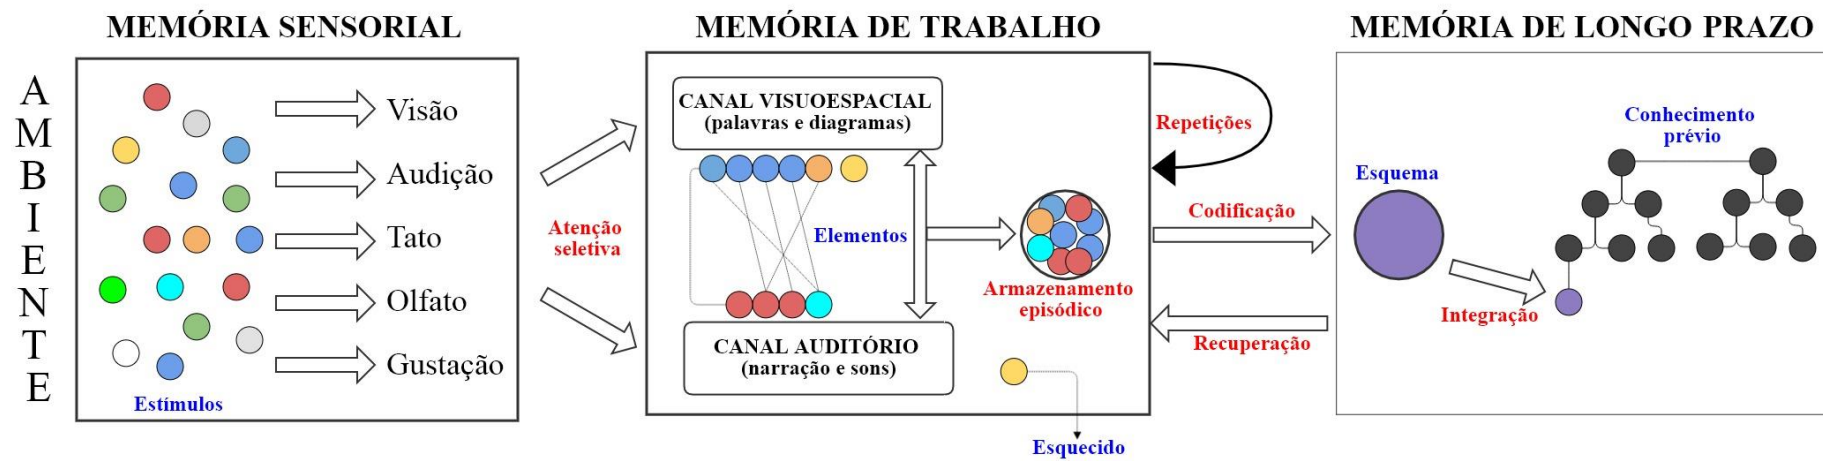 MEMÓRIA SENSORIAL
MEMÓRIA DE TRABALHO
MEMÓRIA DE LONGO PRAZO
AMBIENTE
Visão
Audição
Tato
Olfato
Gustação
Estímulos
Atenção
seletiva
CANAL VISUOESPACIAL
(palavras e diagramas)
Elementos
CANAL AUDITÓRIO
(narração e sons)
Armazenamento
episódico
Esquecido
Repetições
Codificação
Recuperação
Esquema
Integração
Conhecimento
prévio